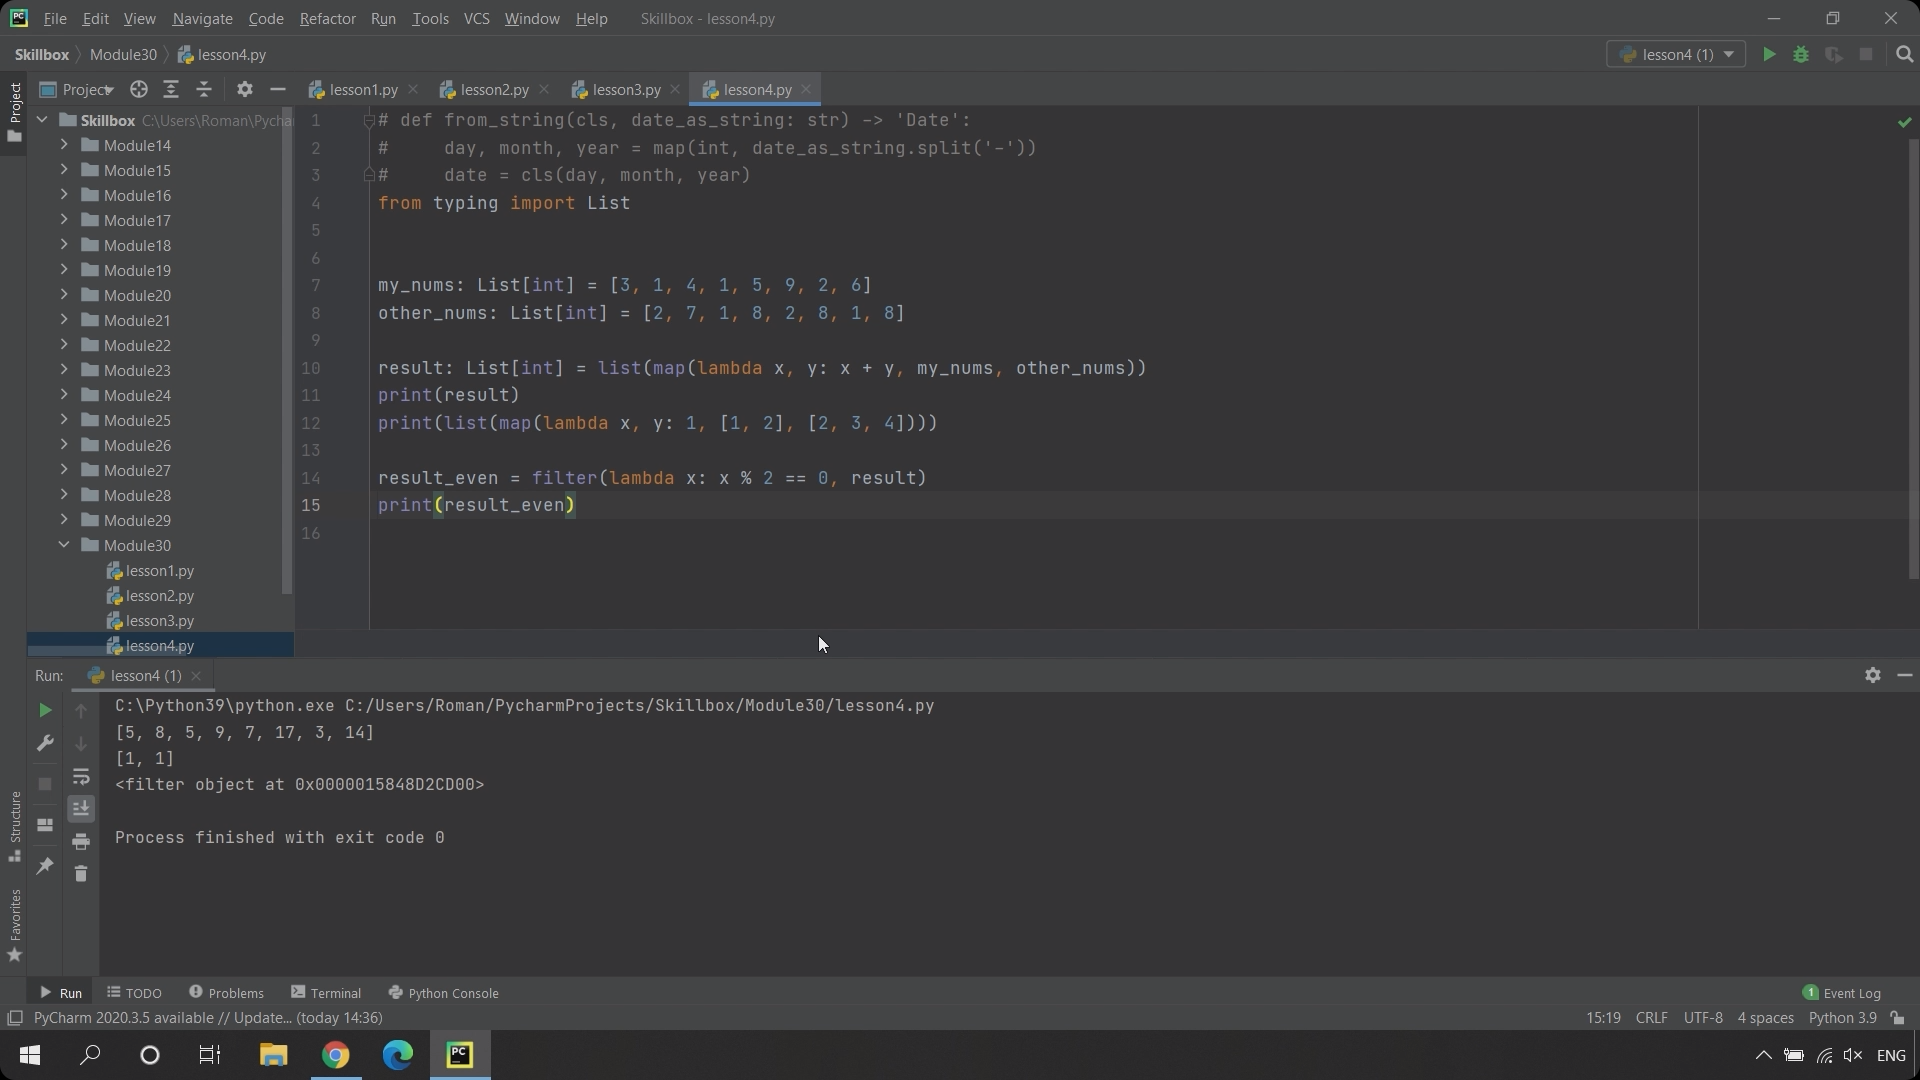 File Edit View Navigate Code Refactor Run Tools VCS Window Help Skillbox - lesson4.py
Skillbox Module30 lesson4.py lesson4 (1)
Project lesson1.py lesson2.py lesson3.py lesson4.py
Project
Skillbox C:\Users\Roman\Pycha
Module14
Module15
Module16
Module17
Module18
Module19
Module20
Module21
Module22
Module23
Module24
Module25
Module26
Module27
Module28
Module29
Module30
lesson1.py
lesson2.py
lesson3.py
lesson4.py
1 # def from_string(cls, date_as_string: str) -> 'Date':
2 #     day, month, year = map(int, date_as_string.split('-'))
3 #     date = cls(day, month, year)
4 from typing import List
5
6
7 my_nums: List[int] = [3, 1, 4, 1, 5, 9, 2, 6]
8 other_nums: List[int] = [2, 7, 1, 8, 2, 8, 1, 8]
9
10 result: List[int] = list(map(lambda x, y: x + y, my_nums, other_nums))
11 print(result)
12 print(list(map(lambda x, y: 1, [1, 2], [2, 3, 4])))
13
14 result_even = filter(lambda x: x % 2 == 0, result)
15 print(result_even)
16
Run: lesson4 (1)
C:\Python39\python.exe C:/Users/Roman/PycharmProjects/Skillbox/Module30/lesson4.py
[5, 8, 5, 9, 7, 17, 3, 14]
[1, 1]
<filter object at 0x0000015848D2CD00>
Process finished with exit code 0
Structure
Favorites
Run TODO Problems Terminal Python Console 1 Event Log
PyCharm 2020.3.5 available // Update... (today 14:36) 15:19 CRLF UTF-8 4 spaces Python 3.9
PC ENG